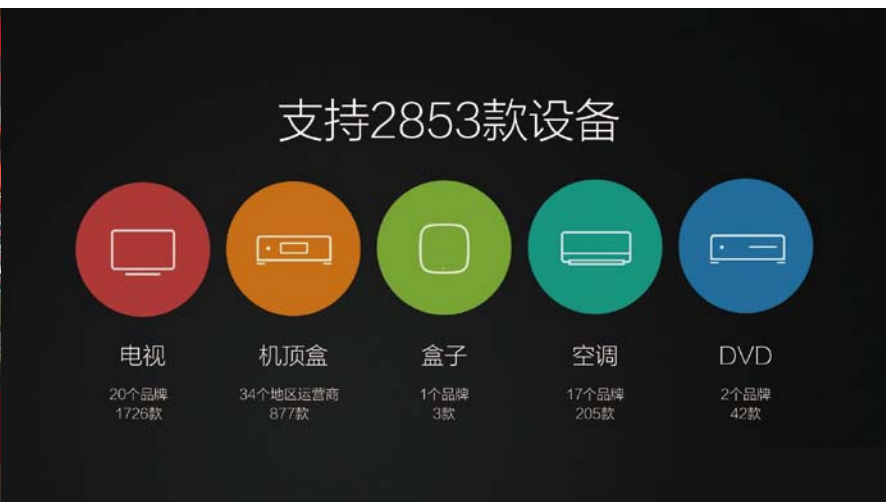 支持2853款设备
电视
20个品牌
1726款
机顶盒
34个地区运营商
877款
盒子
1个品牌
3款
空调
17个品牌
205款
DVD
2个品牌
42款